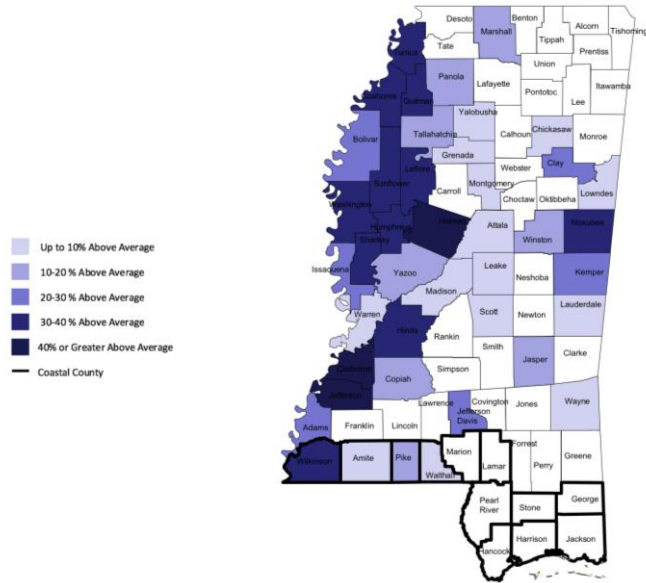 Desoto
Benton
Alcorn
Tishoming
Marshall
Tippah
Prentiss
Tunica
Tate
Union
Itawamba
Panola
Lafayette
Pontotoc
Lee
Coahoma
Quitman
Yalobusha
Tallahatchia
Calhoun
Chickasaw
Monroe
Bolivar
Grenada
Clay
Leflore
Webster
Sunflower
Montgomery
Carroll
Lowndes
Choctaw
Oktibbeha
Washington
Humphreys
Holmes
Attala
Winston
Noxubee
Sharkey
Up to 10% Above Average
10-20 % Above Average
20-30 % Above Average
30-40 % Above Average
40% or Greater Above Average
Coastal County
Issaquena
Yazoo
Leake
Neshoba
Kemper
Madison
Warren
Scott
Newton
Lauderdale
Hinds
Rankin
Smith
Jasper
Clarke
Claiborne
Simpson
Copiah
Jefferson
Lawrence
Covington
Jones
Wayne
Jefferson
Davis
Adams
Franklin
Lincoln
Forrest
Greene
Wilkinson
Amite
Pike
Marion
Lamar
Perry
Walthall
Pearl
River
Stone
George
Hancock
Harrison
Jackson